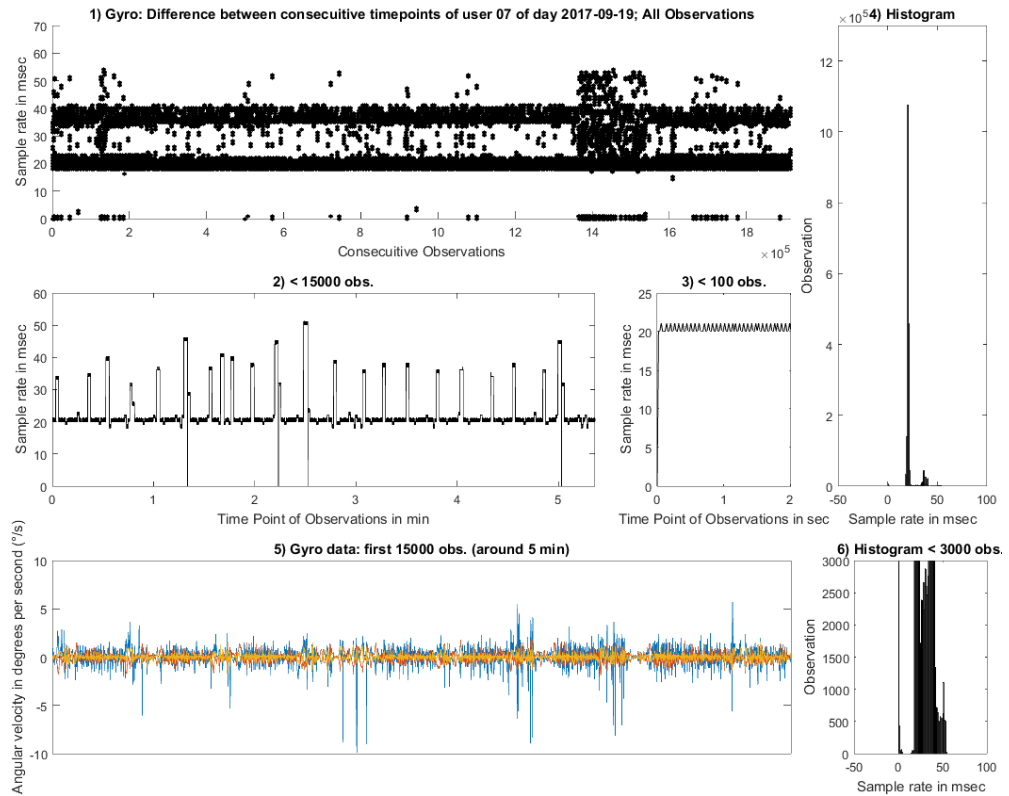 1) Gyro: Difference between consecuitive timepoints of user 07 of day 2017-09-19; All Observations
70
60
50
40
30
20
10
0
Sample rate in msec
0 2 4 6 8 10 12 14 16 18
Consecuitive Observations
×10^5
×10^5
4) Histogram
12
10
8
6
4
2
0
Observation
-50 0 50 100
Sample rate in msec
2) < 15000 obs.
60
50
40
30
20
10
0
Sample rate in msec
0 1 2 3 4 5
Time Point of Observations in min
3) < 100 obs.
25
20
15
10
5
0
Sample rate in msec
0 2
Time Point of Observations in sec
5) Gyro data: first 15000 obs. (around 5 min)
10
5
0
-5
-10
Angular velocity in degrees per second (°/s)
6) Histogram < 3000 obs.
3000
2500
2000
1500
1000
500
0
Observation
-50 0 50 100
Sample rate in msec